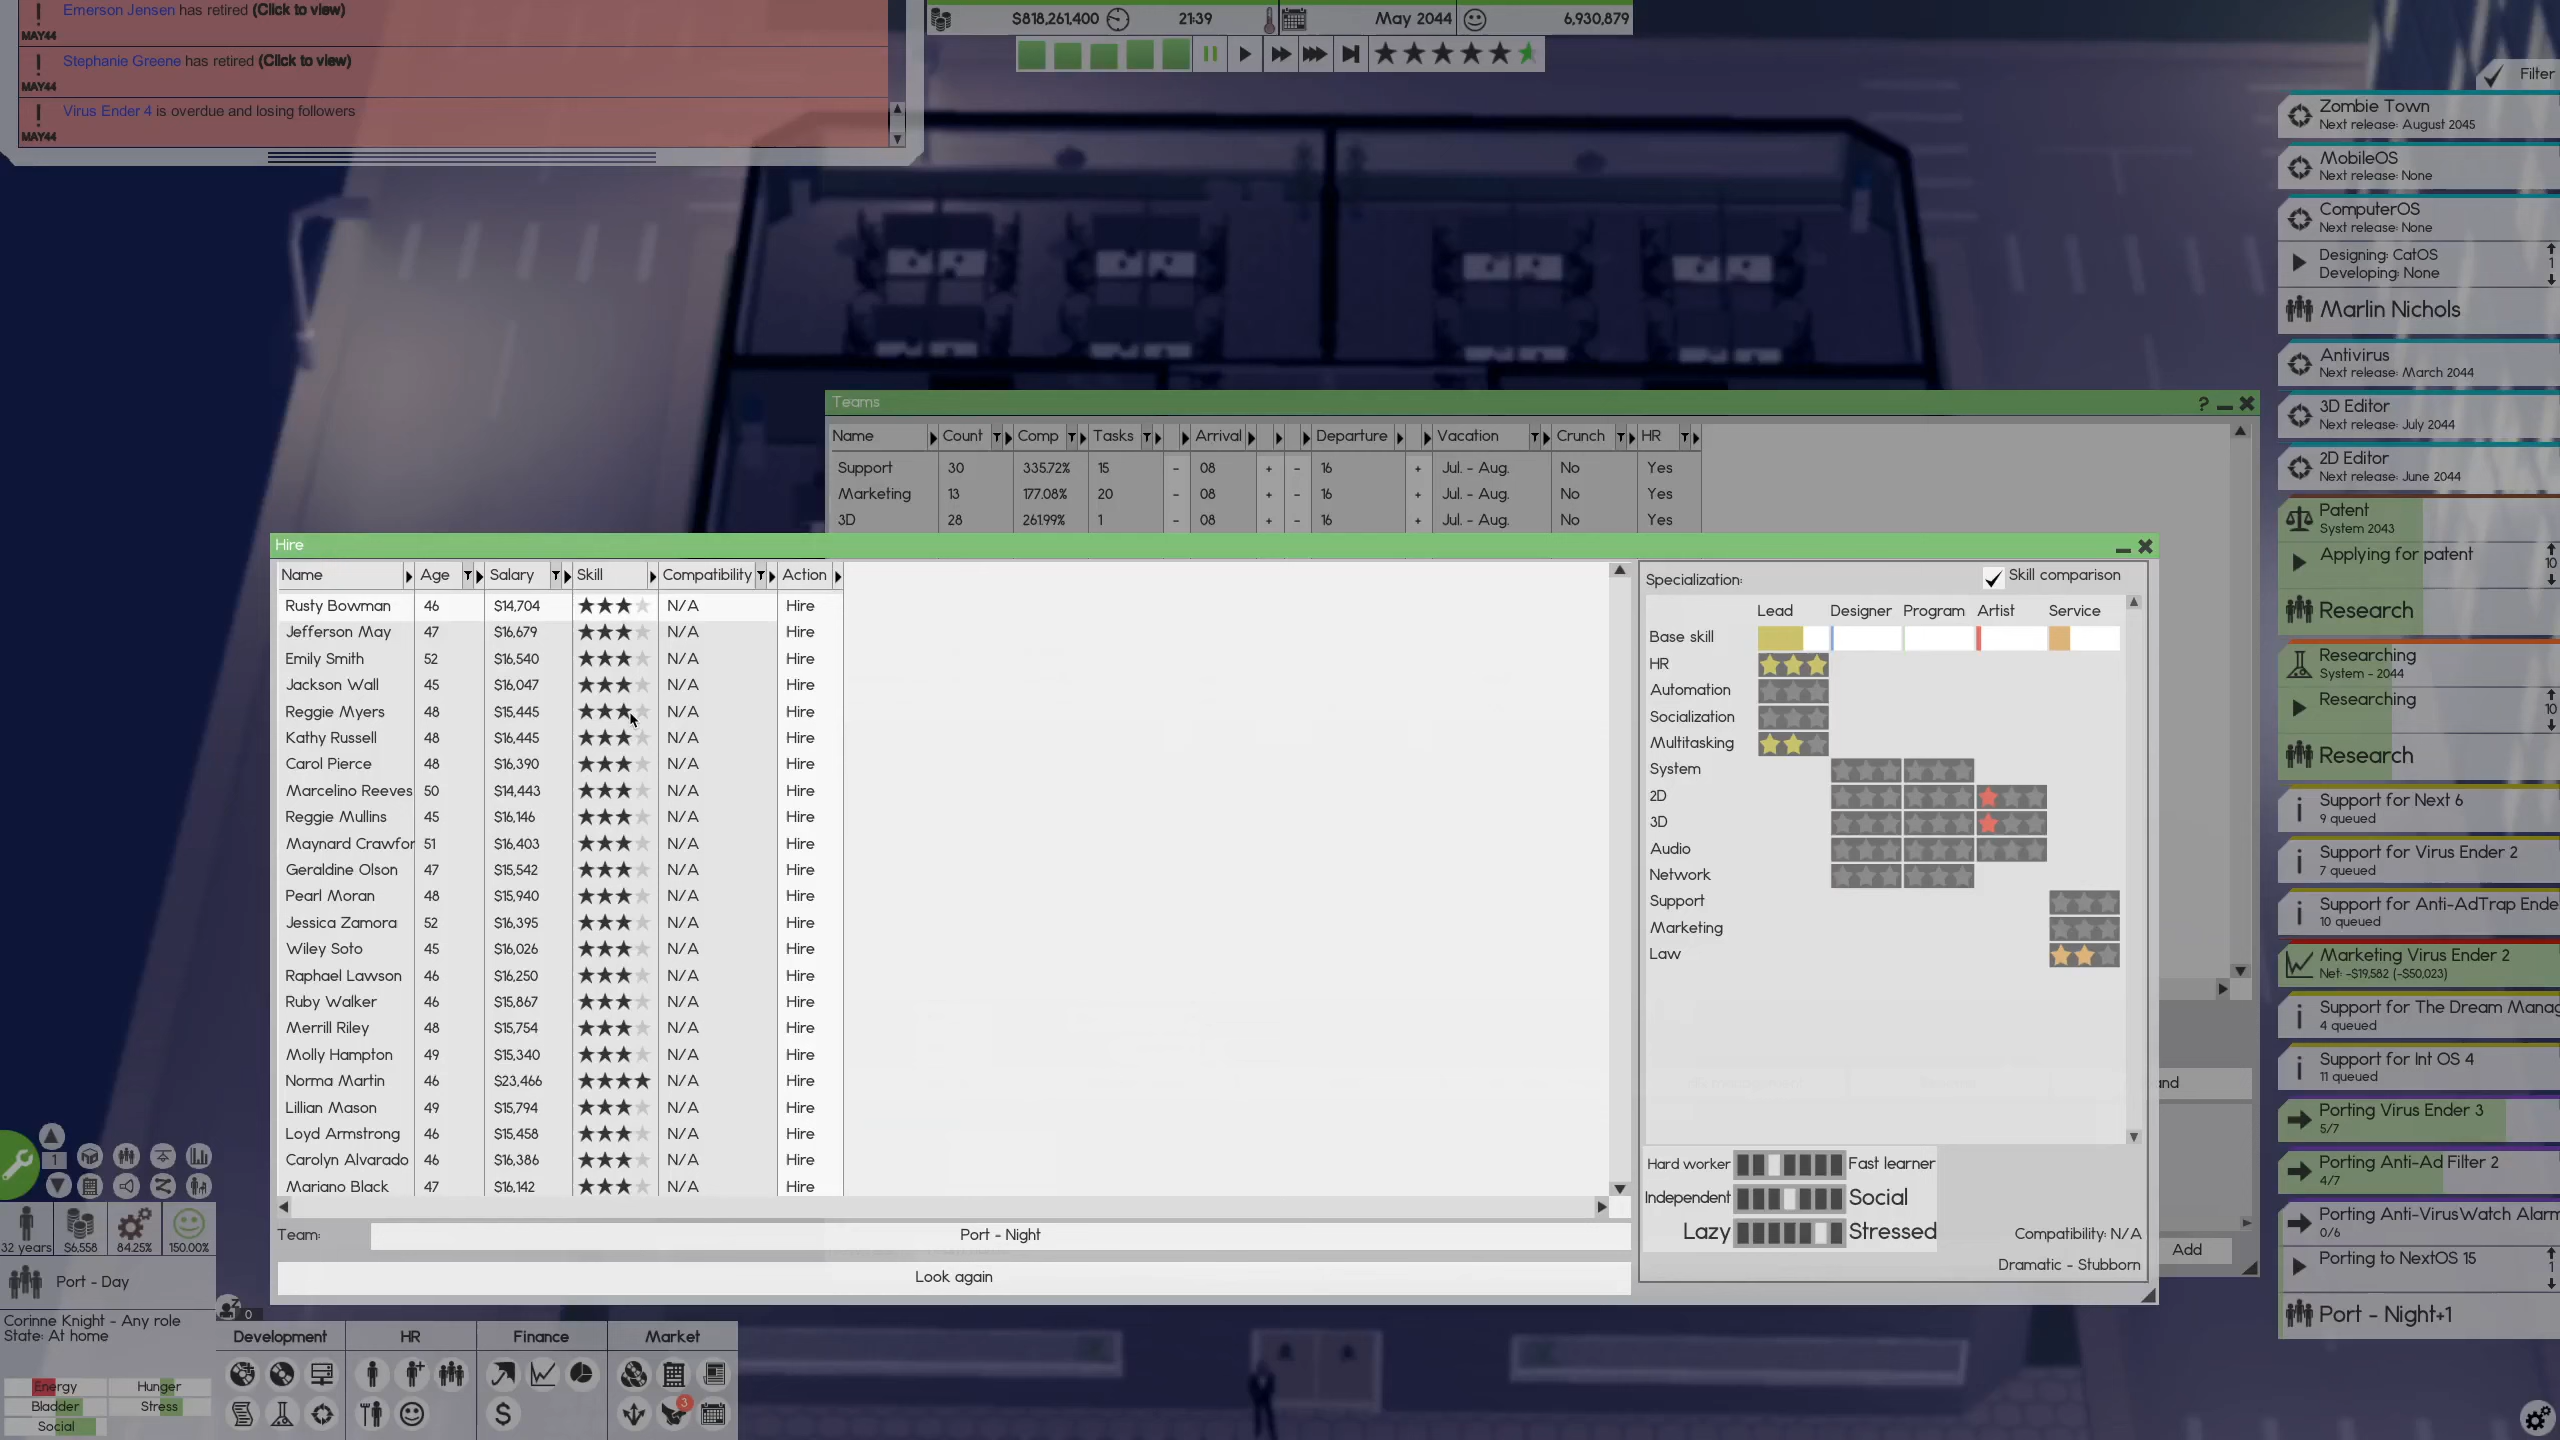 Emerson Jensen has retired (Click to view)
MAY44
Stephanie Greene has retired (Click to view)
MAY44
Virus Ender 4 is overdue and losing followers
MAY44
$818,261,400 21:39 May 2044 6,930,879
Filter
Zombie Town
Next release: August 2045
MobileOS
Next release: None
ComputerOS
Next release: None
Designing: CatOS
Developing: None
1
Marlin Nichols
Antivirus
Next release: March 2044
3D Editor
Next release: July 2044
2D Editor
Next release: June 2044
Patent
System 2043
Applying for patent
10
Research
Researching
System - 2044
Researching
10
Research
Support for Next 6
9 queued
Support for Virus Ender 2
7 queued
Support for Anti-AdTrap Ende
10 queued
Marketing Virus Ender 2
Net: -$19,582 (-$50,023)
Support for The Dream Manag
4 queued
Support for Int OS 4
11 queued
Porting Virus Ender 3
5/7
Porting Anti-Ad Filter 2
4/7
Porting Anti-VirusWatch Alarm
0/6
Porting to NextOS 15
1
Port - Night+1
Teams ?
Name Count Comp Tasks Arrival Departure Vacation Crunch HR
Support 30 335.72% 15 - 08 + - 16 + Jul. - Aug. No Yes
Marketing 13 177.08% 20 - 08 + - 16 + Jul. - Aug. No Yes
3D 28 261.99% 1 - 08 + - 16 + Jul. - Aug. No Yes
and
Add
Hire
Name Age Salary Skill Compatibility Action
Rusty Bowman 46 $14,704 N/A Hire
Jefferson May 47 $16,679 N/A Hire
Emily Smith 52 $16,540 N/A Hire
Jackson Wall 45 $16,047 N/A Hire
Reggie Myers 48 $15,445 N/A Hire
Kathy Russell 48 $16,445 N/A Hire
Carol Pierce 48 $16,390 N/A Hire
Marcelino Reeves 50 $14,443 N/A Hire
Reggie Mullins 45 $16,146 N/A Hire
Maynard Crawfor 51 $16,403 N/A Hire
Geraldine Olson 47 $15,542 N/A Hire
Pearl Moran 48 $15,940 N/A Hire
Jessica Zamora 52 $16,395 N/A Hire
Wiley Soto 45 $16,026 N/A Hire
Raphael Lawson 46 $16,250 N/A Hire
Ruby Walker 46 $15,867 N/A Hire
Merrill Riley 48 $15,754 N/A Hire
Molly Hampton 49 $15,340 N/A Hire
Norma Martin 46 $23,466 N/A Hire
Lillian Mason 49 $15,794 N/A Hire
Loyd Armstrong 46 $15,458 N/A Hire
Carolyn Alvarado 46 $16,386 N/A Hire
Mariano Black 47 $16,142 N/A Hire
Team: Port - Night
Look again
Specialization: Skill comparison
Lead Designer Program Artist Service
Base skill
HR
Automation
Socialization
Multitasking
System
2D
3D
Audio
Network
Support
Marketing
Law
Hard worker Fast learner
Independent Social
Lazy Stressed
Compatibility: N/A
Dramatic - Stubborn
1
32 years $6,558 84.25% 150.00%
Port - Day
Corinne Knight - Any role
State: At home
Energy Hunger
Bladder Stress
Social
0
Development HR Finance Market
3